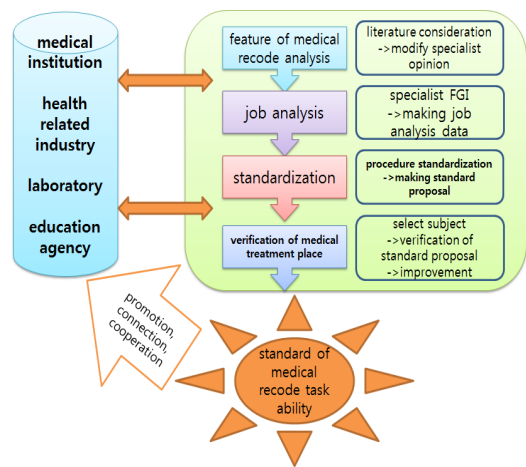 medical
institution
health
related
industry
laboratory
education
agency
feature of medical
recode analysis
literature consideration
->modify specialist
opinion
job analysis
specialist FGI
->making job
analysis data
standardization
procedure standardization
->making standard
proposal
verification of medical
treatment place
select subject
->verification of
standard proposal
->improvement
promotion,
connection,
cooperation
standard of
medical
recode task
ability